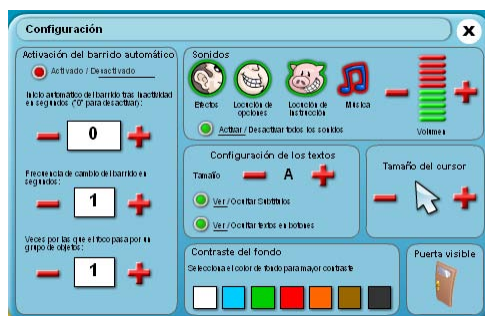 Configuración
X
Activación del barrido automático
Activado / Desactivado
Inicio automático del barrido tras inactividad
en segundos ("0" para desactivar):
0
Frecuencia de cambio del barrido en
segundos:
1
Veces por las que el foco pasa por un
grupo de objetos:
1
Sonidos
Efectos
Locución de
opciones
Locución de
instrucción
Música
Volumen
Activar / Desactivar todos los sonidos
Configuración de los textos
Tamaño
A
Ver / Ocultar Subtítulos
Ver / Ocultar textos en botones
Tamaño del cursor
Contraste del fondo
Selecciona el color de fondo para mayor contraste
Puerta visible